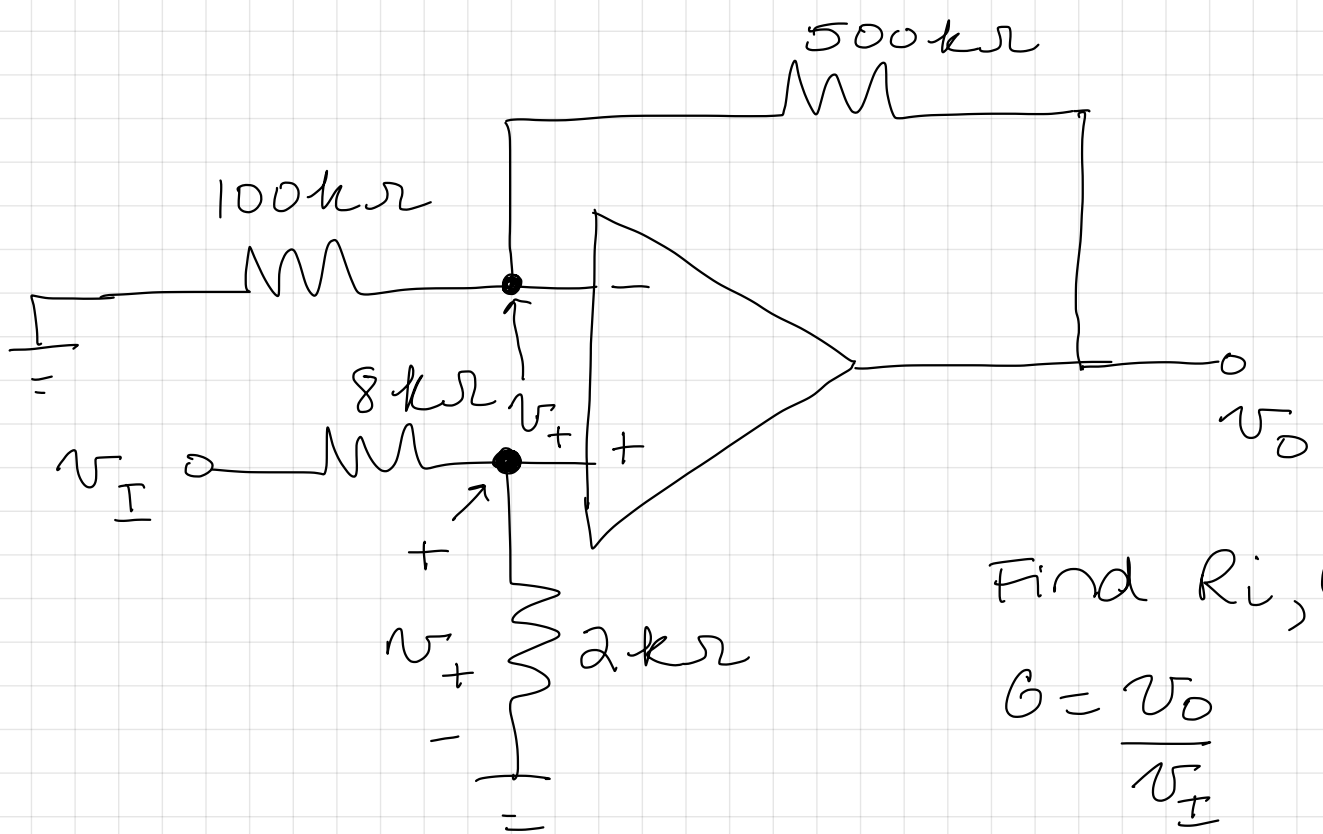 500kΩ
100kΩ
−
8kΩ
v₊
+
v_I
v_O
+
v₊
−
2kΩ
Find Ri,
G = v_O
v_I